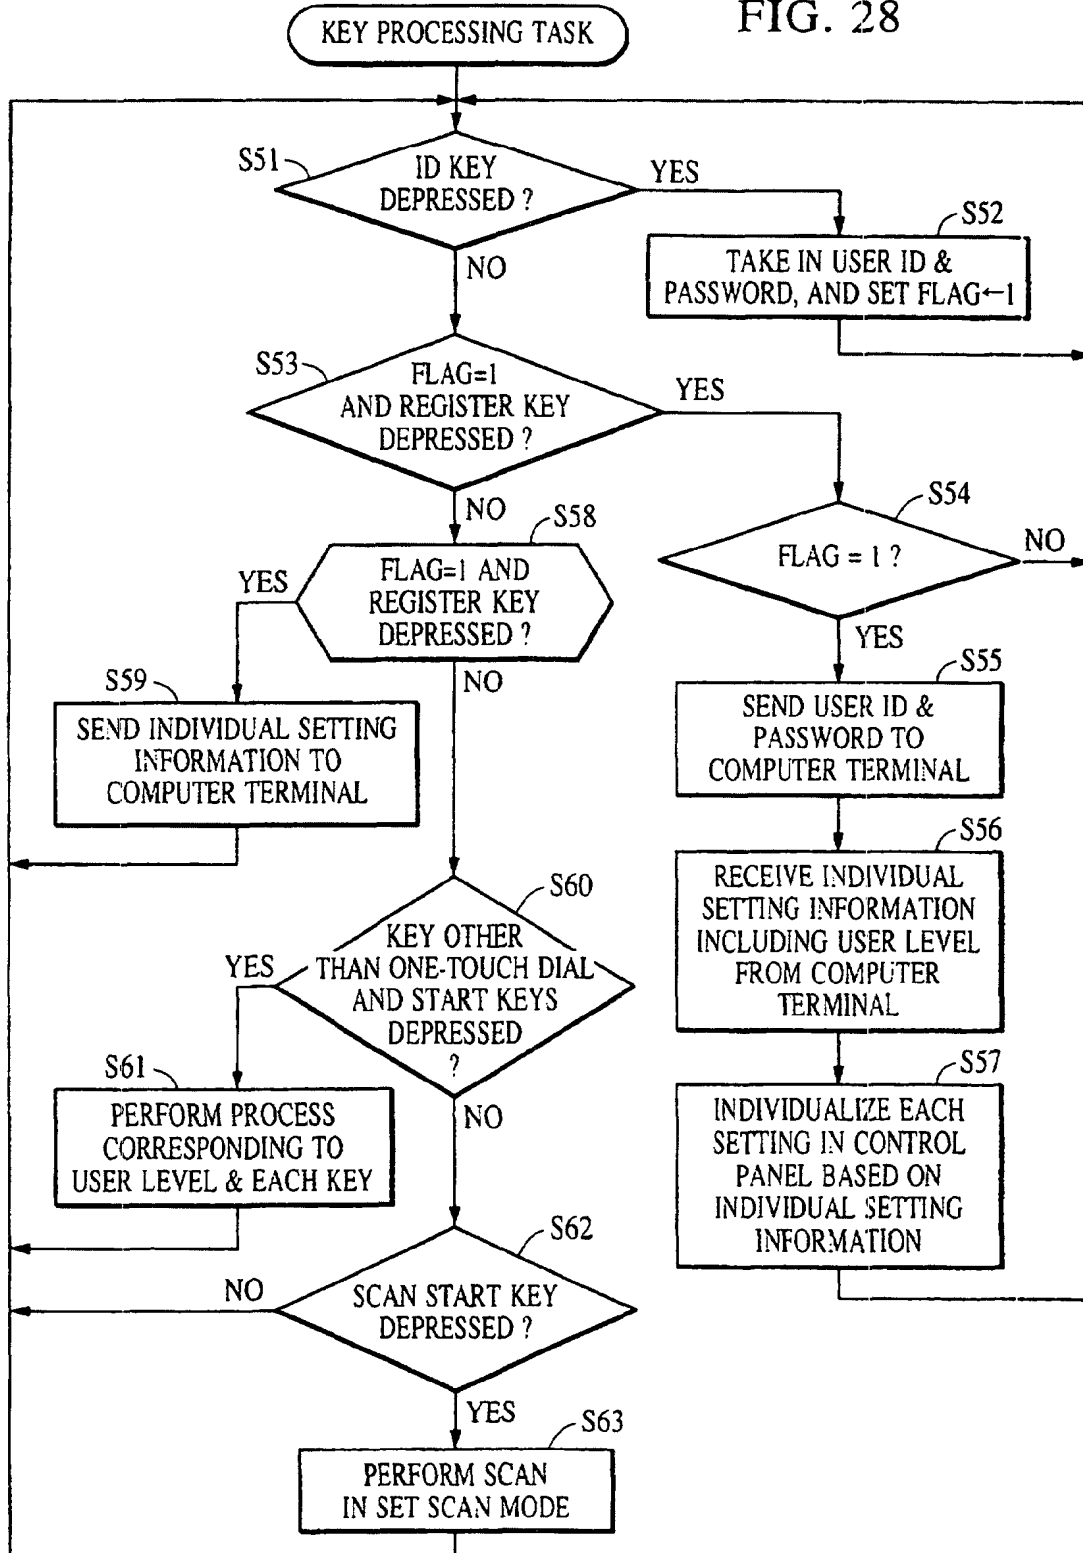 FIG. 28
KEY PROCESSING TASK
S51
ID KEY
DEPRESSED ?
YES
NO
S52
TAKE IN USER ID &
PASSWORD, AND SET FLAG←1
S53
FLAG=1
AND REGISTER KEY
DEPRESSED ?
YES
NO
S54
FLAG = 1 ?
NO
YES
S58
FLAG=1 AND
REGISTER KEY
DEPRESSED ?
YES
NO
S59
SEND INDIVIDUAL SETTING
INFORMATION TO
COMPUTER TERMINAL
S55
SEND USER ID &
PASSWORD TO
COMPUTER TERMINAL
S56
RECEIVE INDIVIDUAL
SETTING INFORMATION
INCLUDING USER LEVEL
FROM COMPUTER
TERMINAL
S60
KEY OTHER
THAN ONE-TOUCH DIAL
AND START KEYS
DEPRESSED
?
YES
NO
S61
PERFORM PROCESS
CORRESPONDING TO
USER LEVEL & EACH KEY
S57
INDIVIDUALIZE EACH
SETTING IN CONTROL
PANEL BASED ON
INDIVIDUAL SETTING
INFORMATION
S62
SCAN START KEY
DEPRESSED ?
NO
YES
S63
PERFORM SCAN
IN SET SCAN MODE